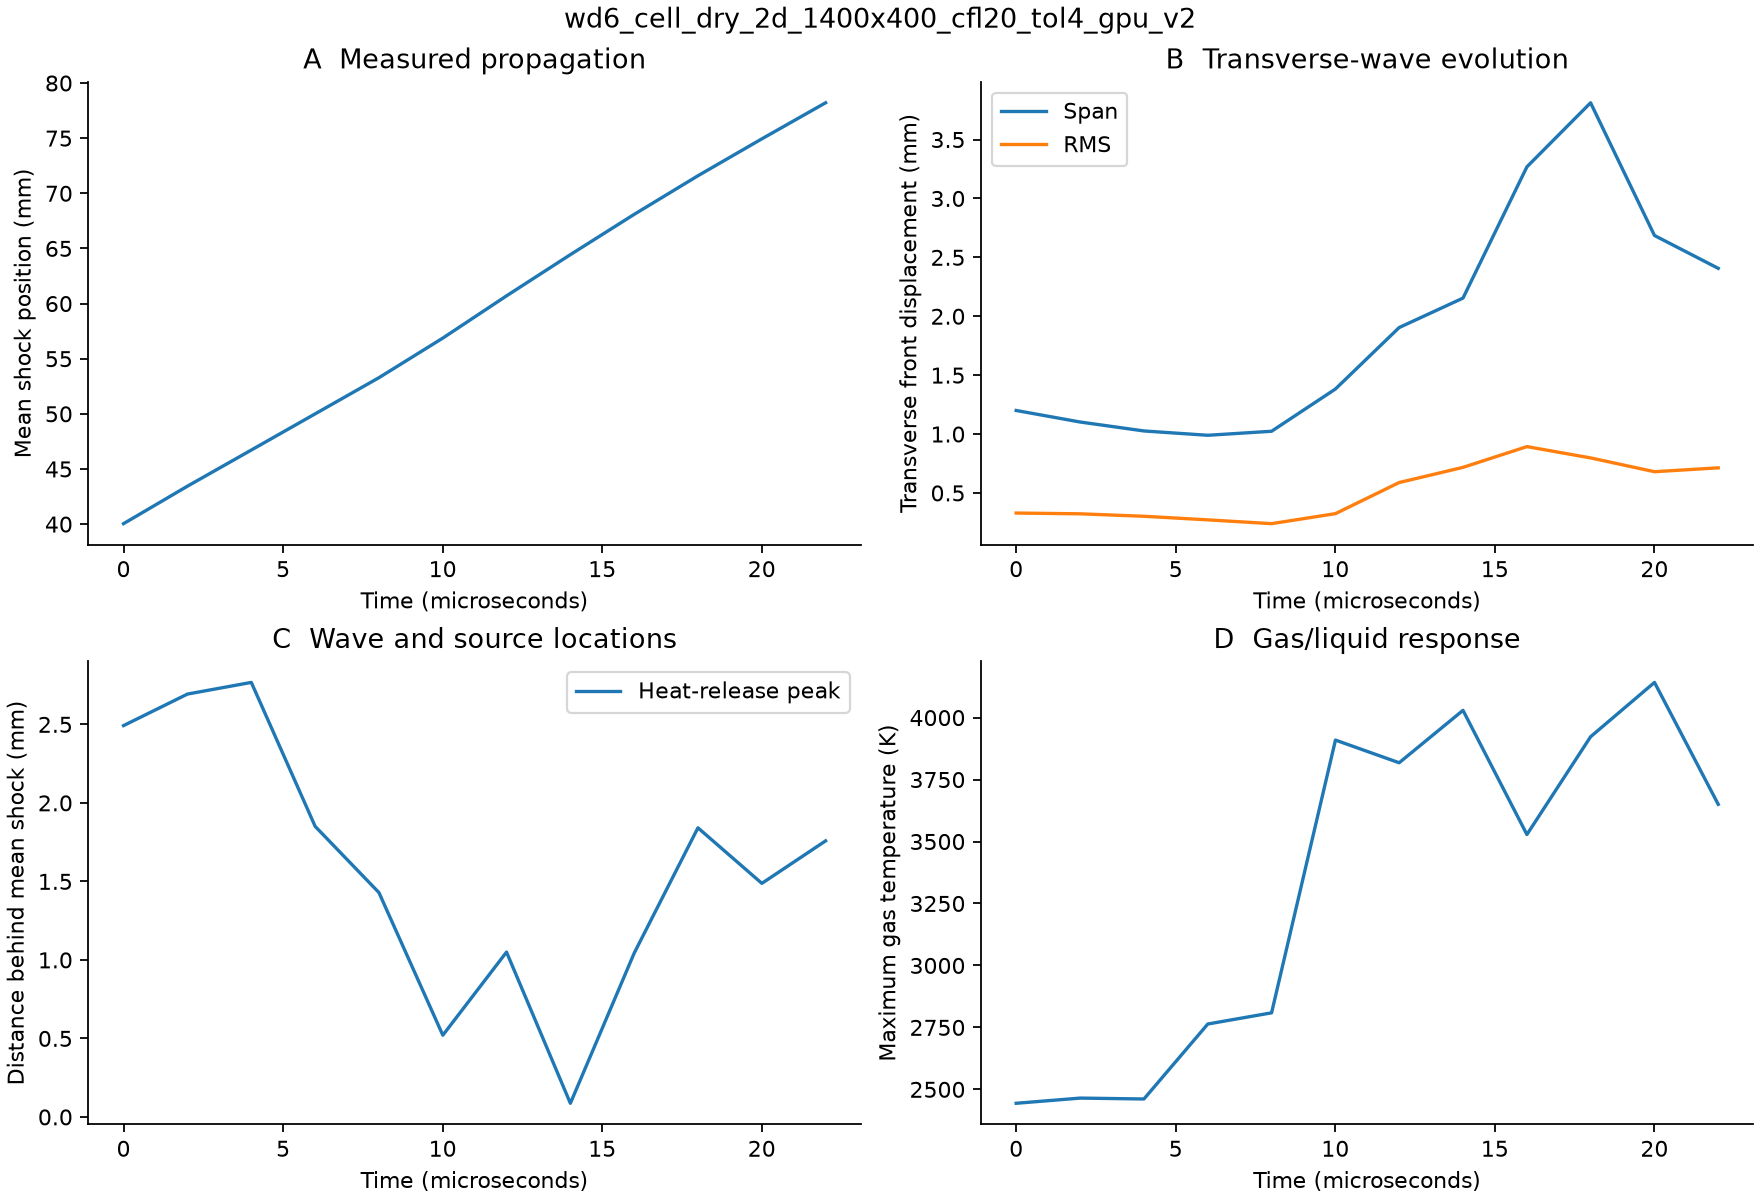 wd6_cell_dry_2d_1400x400_cfl20_tol4_gpu_v2
A Measured propagation
Mean shock position (mm)
80
75
70
65
60
55
50
45
40
0 5 10 15 20
Time (microseconds)
B Transverse-wave evolution
Span
RMS
Transverse front displacement (mm)
3.5
3.0
2.5
2.0
1.5
1.0
0.5
0 5 10 15 20
Time (microseconds)
C Wave and source locations
Heat-release peak
Distance behind mean shock (mm)
2.5
2.0
1.5
1.0
0.5
0.0
0 5 10 15 20
Time (microseconds)
D Gas/liquid response
Maximum gas temperature (K)
4000
3750
3500
3250
3000
2750
2500
0 5 10 15 20
Time (microseconds)